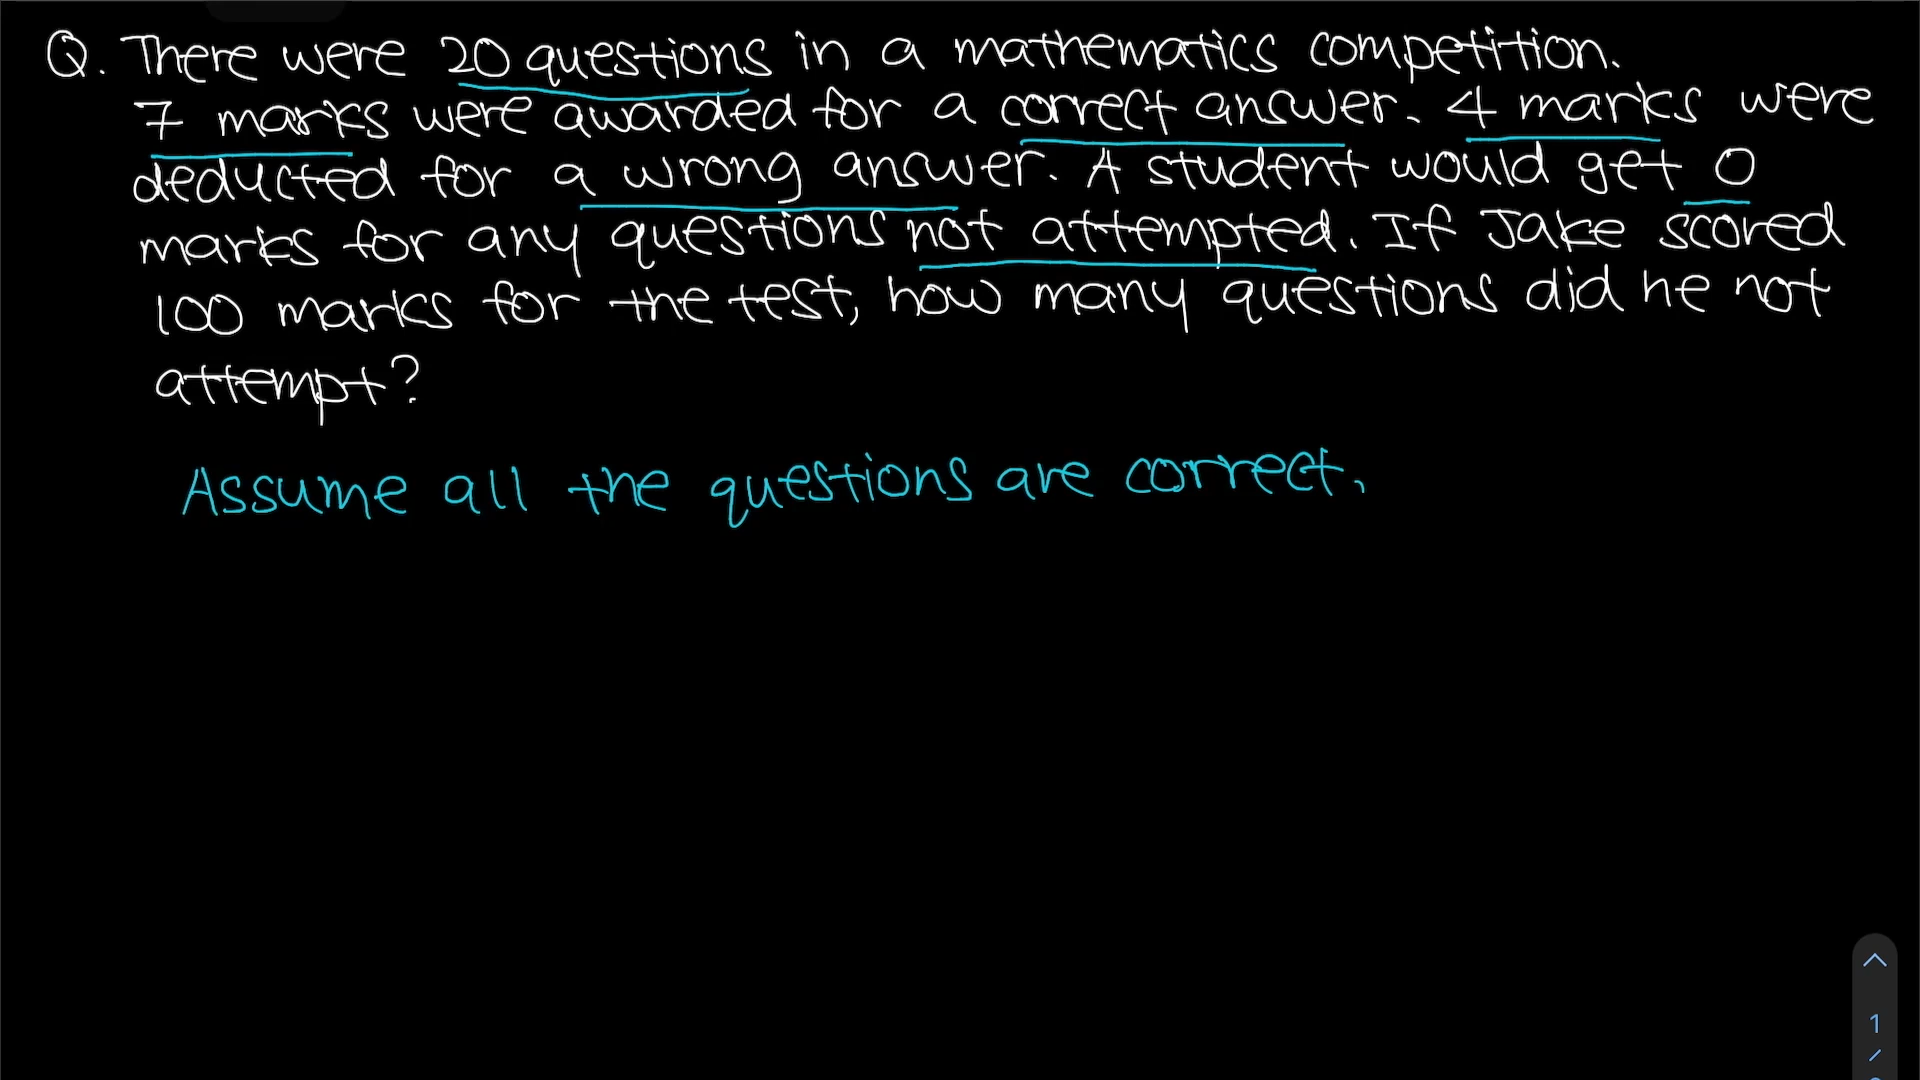 Q. There were 20 questions in a mathematics competition.
7 marks were awarded for a correct answer. 4 marks were
deducted for a wrong answer. A student would get 0
marks for any questions not attempted. If Jake scored
100 marks for the test, how many questions did he not
attempt?
Assume all the questions are correct.
1
/